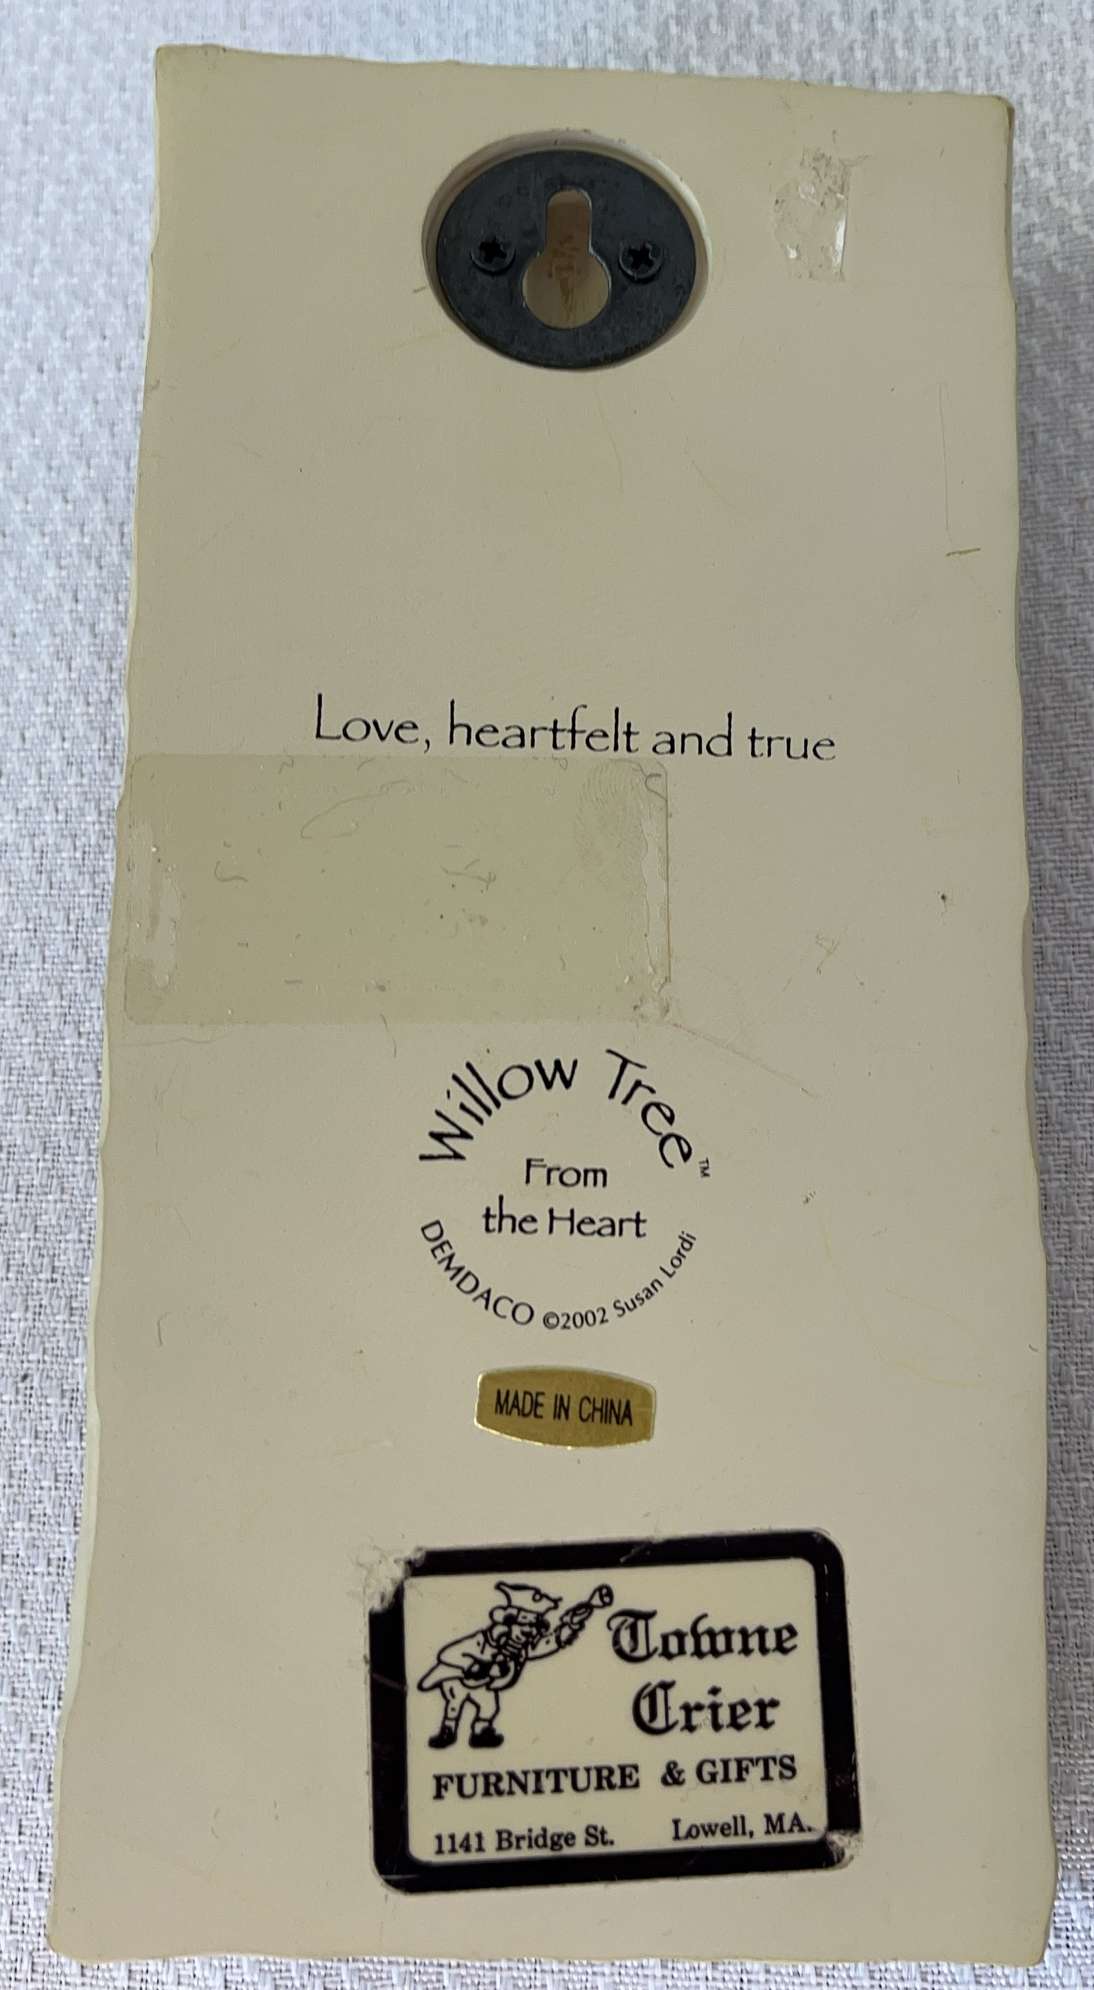 Love, heartfelt and true
Willow Tree™
From
the Heart
DEMDACO ©2002 Susan Lordi
MADE IN CHINA
Towne
Crier
FURNITURE & GIFTS
1141 Bridge St. Lowell, MA.